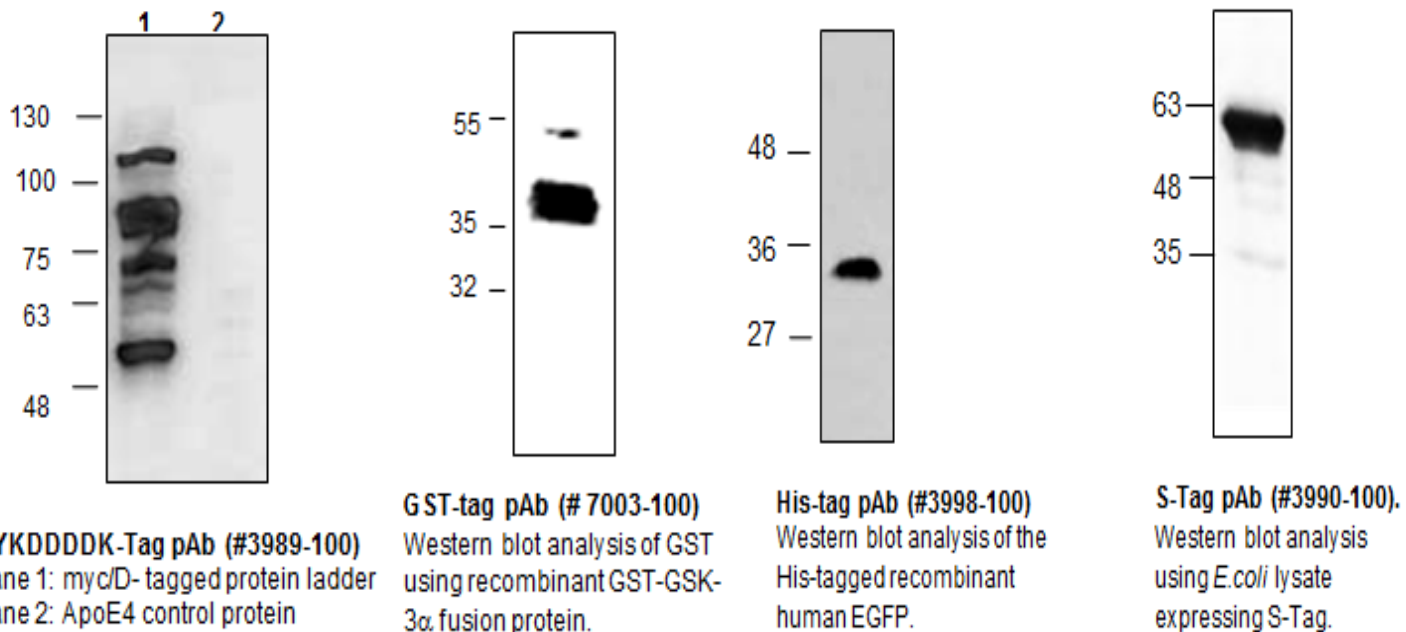 1 2
130
100
75
63
48
55
35
32
48
36
27
63
48
35
YKDDDDK-Tag pAb (#3989-100)
ane 1: myc/D- tagged protein ladder
ane 2: ApoE4 control protein
GST-tag pAb (# 7003-100)
Western blot analysis of GST
using recombinant GST-GSK-
3α fusion protein.
His-tag pAb (#3998-100)
Western blot analysis of the
His-tagged recombinant
human EGFP.
S-Tag pAb (#3990-100).
Western blot analysis
using E.coli lysate
expressing S-Tag.